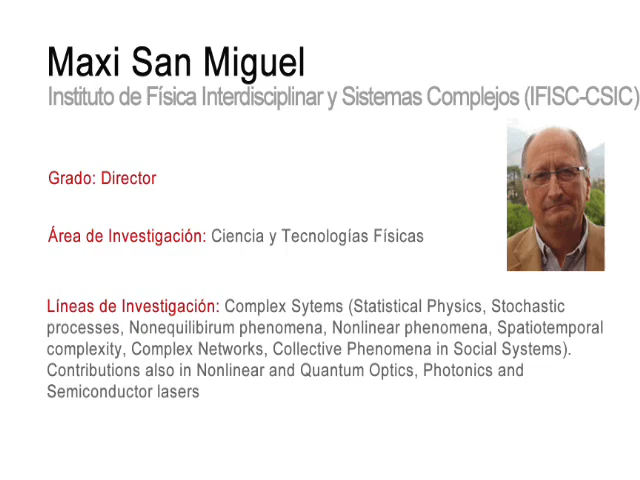 Maxi San Miguel
Instituto de Física Interdisciplinar y Sistemas Complejos (IFISC-CSIC)
Grado: Director
Área de Investigación: Ciencia y Tecnologías Físicas
Líneas de Investigación: Complex Sytems (Statistical Physics, Stochastic
processes, Nonequilibirum phenomena, Nonlinear phenomena, Spatiotemporal
complexity, Complex Networks, Collective Phenomena in Social Systems).
Contributions also in Nonlinear and Quantum Optics, Photonics and
Semiconductor lasers